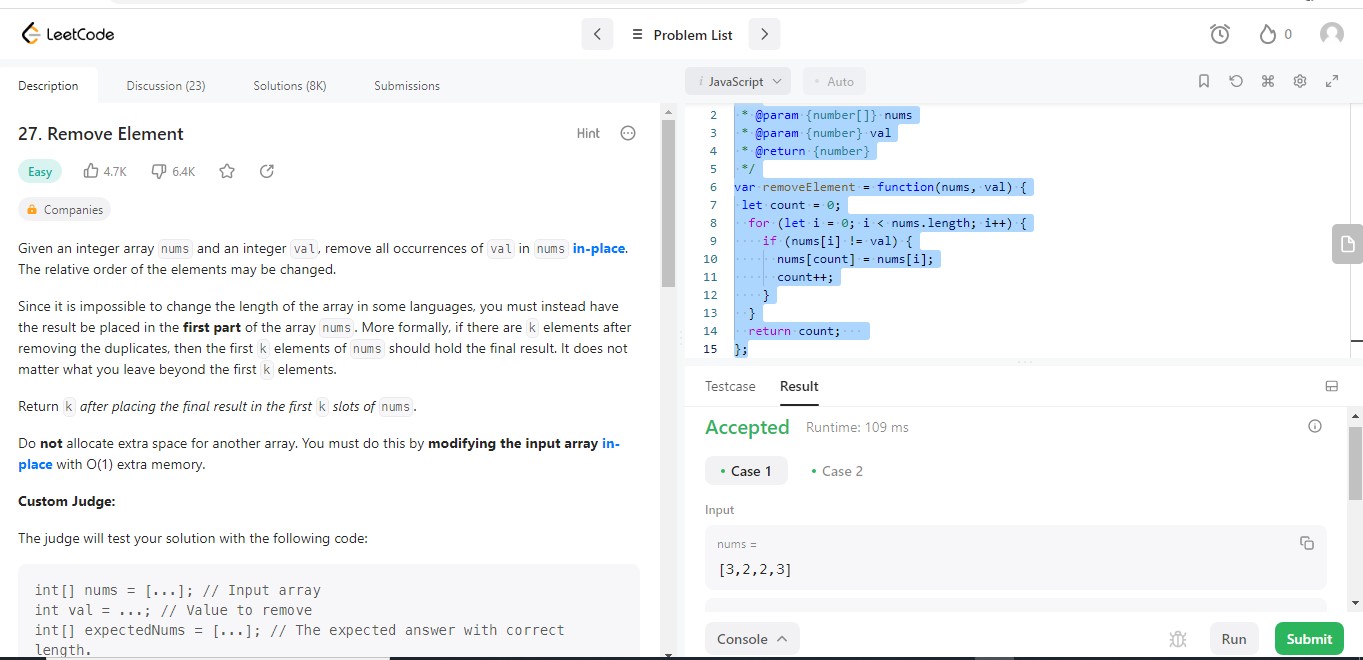 LeetCode
Problem List
0
Description
Discussion (23)
Solutions (8K)
Submissions
i JavaScript
Auto
27. Remove Element
Hint
Easy
4.7K
6.4K
Companies
Given an integer array nums and an integer val, remove all occurrences of val in nums in-place.
The relative order of the elements may be changed.
Since it is impossible to change the length of the array in some languages, you must instead have
the result be placed in the first part of the array nums. More formally, if there are k elements after
removing the duplicates, then the first k elements of nums should hold the final result. It does not
matter what you leave beyond the first k elements.
Return k after placing the final result in the first k slots of nums.
Do not allocate extra space for another array. You must do this by modifying the input array in-
place with O(1) extra memory.
Custom Judge:
The judge will test your solution with the following code:
int[] nums = [...]; // Input array
int val = ...; // Value to remove
int[] expectedNums = [...]; // The expected answer with correct
length.
2 * @param {number[]} nums
3 * @param {number} val
4 * @return {number}
5 */
6 var removeElement = function(nums, val) {
7 let count = 0;
8 for (let i = 0; i < nums.length; i++) {
9 if (nums[i] != val) {
10 nums[count] = nums[i];
11 count++;
12 }
13 }
14 return count;
15 };
Testcase
Result
Accepted Runtime: 109 ms
Case 1
Case 2
Input
nums =
[3,2,2,3]
Console
Run
Submit